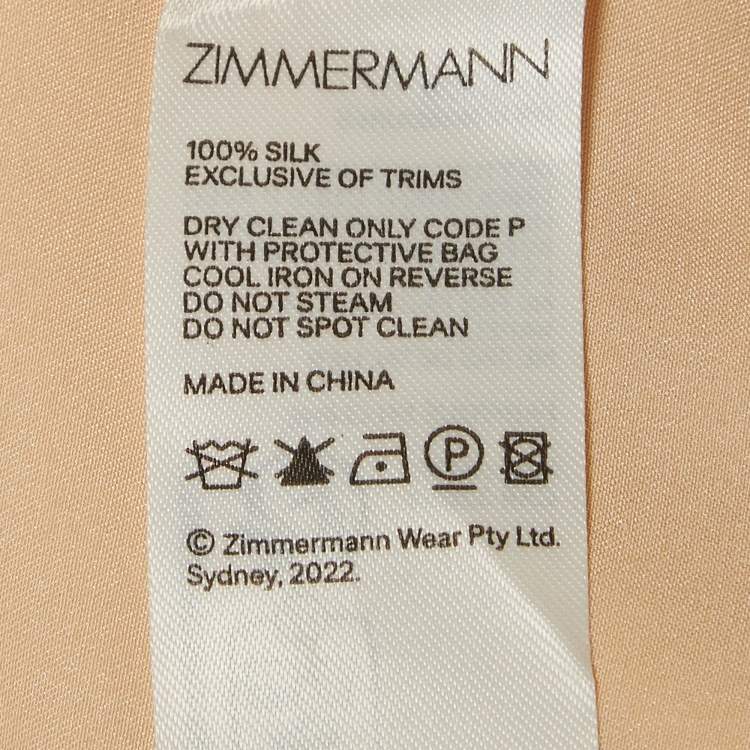 ZIMMERMANN
100% SILK
EXCLUSIVE OF TRIMS
DRY CLEAN ONLY CODE P
WITH PROTECTIVE BAG
COOL IRON ON REVERSE
DO NOT STEAM
DO NOT SPOT CLEAN
MADE IN CHINA
P
© Zimmermann Wear Pty Ltd.
Sydney, 2022.